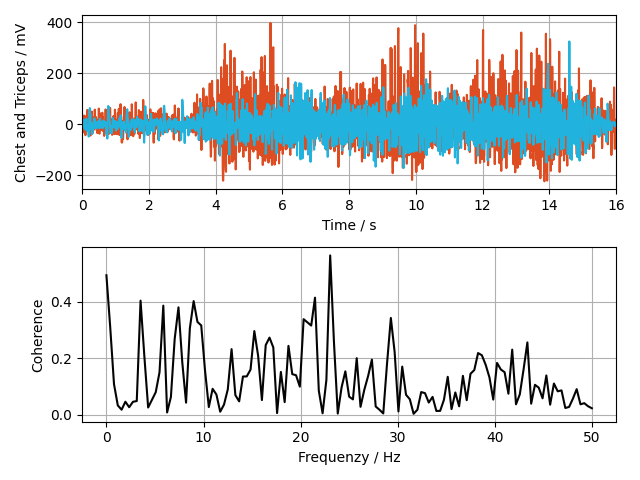 400
200
0
−200
Chest and Triceps / mV
0 2 4 6 8 10 12 14 16
Time / s
0.4
0.2
0.0
Coherence
0 10 20 30 40 50
Frequenzy / Hz